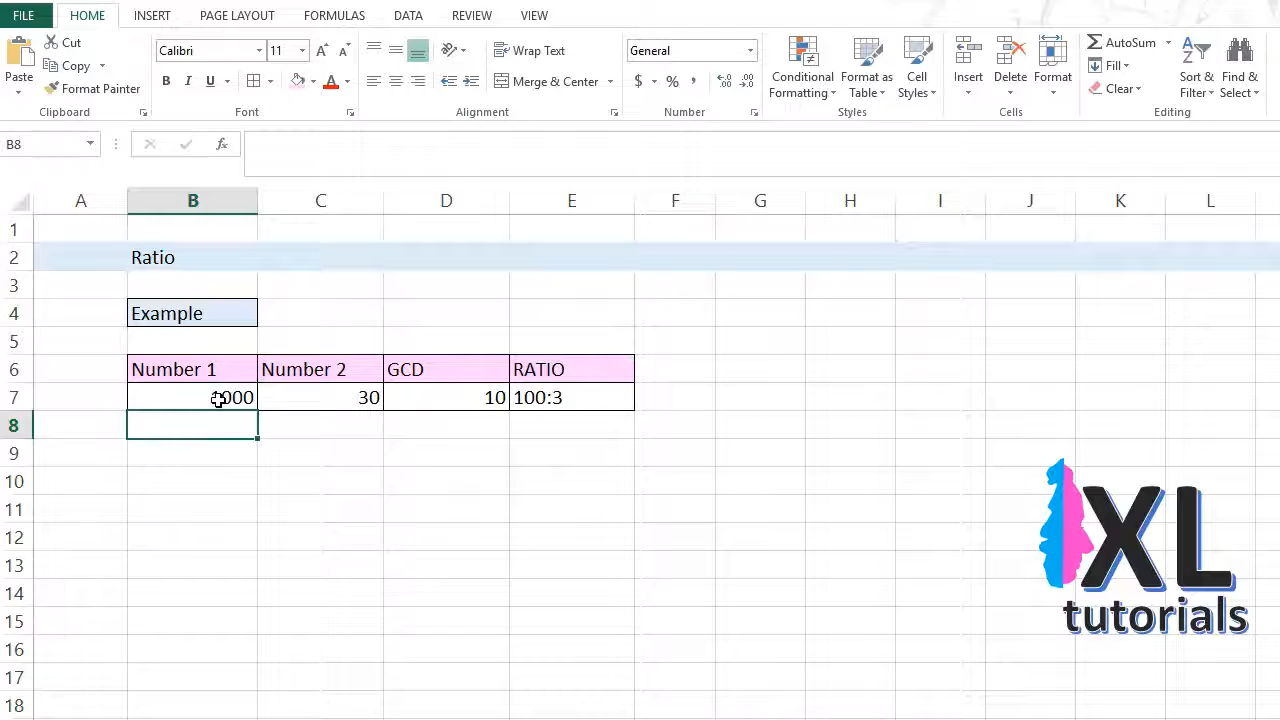 FILE HOME INSERT PAGE LAYOUT FORMULAS DATA REVIEW VIEW
Cut
Copy
Format Painter
Paste
Clipboard
Calibri 11
B I U
Font
Wrap Text
Merge & Center
Alignment
General
$ % ,
Number
Conditional Formatting
Format as Table
Cell Styles
Styles
Insert Delete Format
Cells
AutoSum
Fill
Clear
Sort & Filter
Find & Select
Editing
B8 fx
A B C D E F G H I J K L
1
2 Ratio
3
4 Example
5
6 Number 1 Number 2 GCD RATIO
7 30 10 100:3
8
9
10
11
12
13
14
15
16
17
18
XL
tutorials